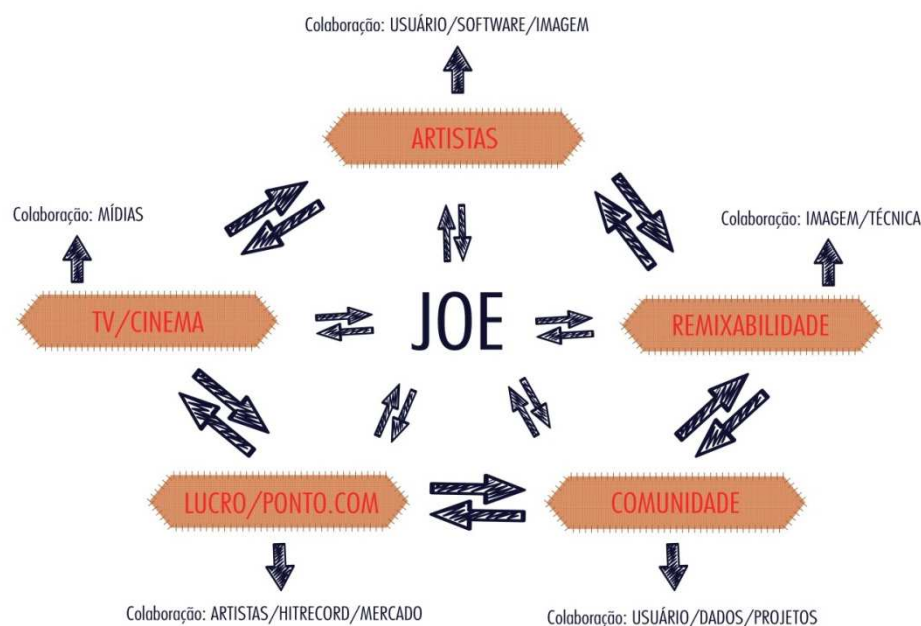 Colaboração: USUÁRIO/SOFTWARE/IMAGEM
ARTISTAS
Colaboração: MÍDIAS
Colaboração: IMAGEM/TÉCNICA
TV/CINEMA
JOE
REMIXABILIDADE
LUCRO/PONTO.COM
COMUNIDADE
Colaboração: ARTISTAS/HITRECORD/MERCADO
Colaboração: USUÁRIO/DADOS/PROJETOS